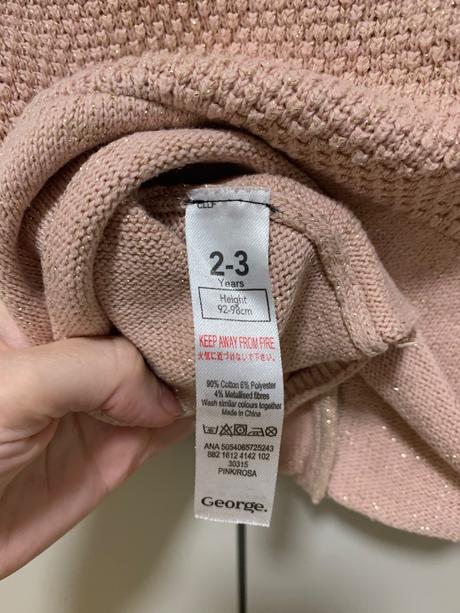 2-3
Years
Height
92-98cm
KEEP AWAY FROM FIRE
火気に近づけないで下さい。
90% Cotton 6% Polyester
4% Metallised fibres
Wash similar colours together
Made in China
ANA 5054065725243
882 1612 4142 102
30315
PINK/ROSA
George.